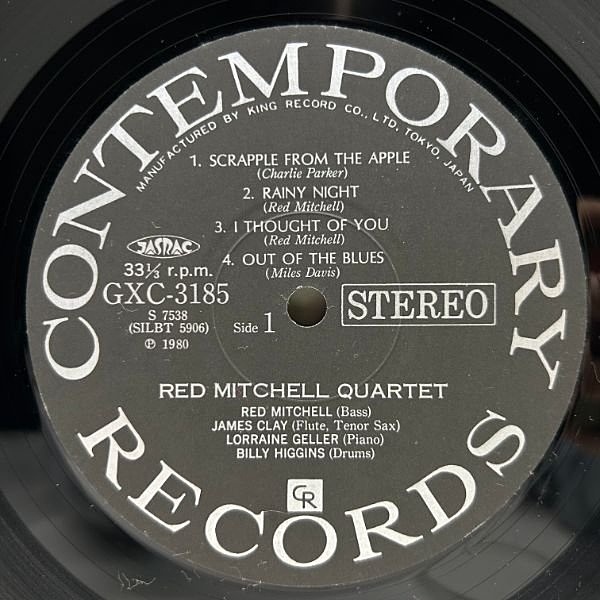 CONTEMPORARY
MANUFACTURED BY KING RECORD CO., LTD. TOKYO, JAPAN
1. SCRAPPLE FROM THE APPLE
(Charlie Parker)
2. RAINY NIGHT
(Red Mitchell)
3. I THOUGHT OF YOU
(Red Mitchell)
4. OUT OF THE BLUES
(Miles Davis)
JASRAC
33⅓ r.p.m.
GXC-3185
S 7538
(SILBT 5906)
℗ 1980
Side 1
STEREO
RED MITCHELL QUARTET
RED MITCHELL (Bass)
JAMES CLAY (Flute, Tenor Sax)
LORRAINE GELLER (Piano)
BILLY HIGGINS (Drums)
CR
RECORDS